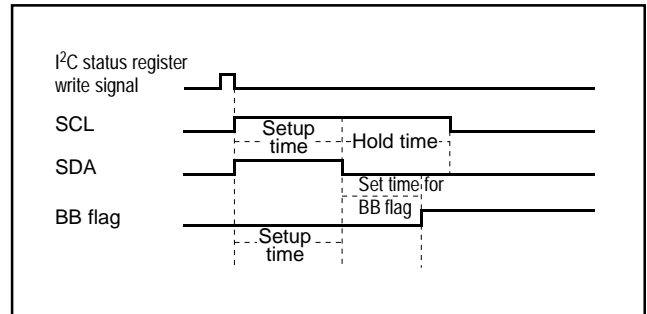 I²C status register
write signal
SCL
Setup
time
Hold time
SDA
Set time for
BB flag
BB flag
Setup
time